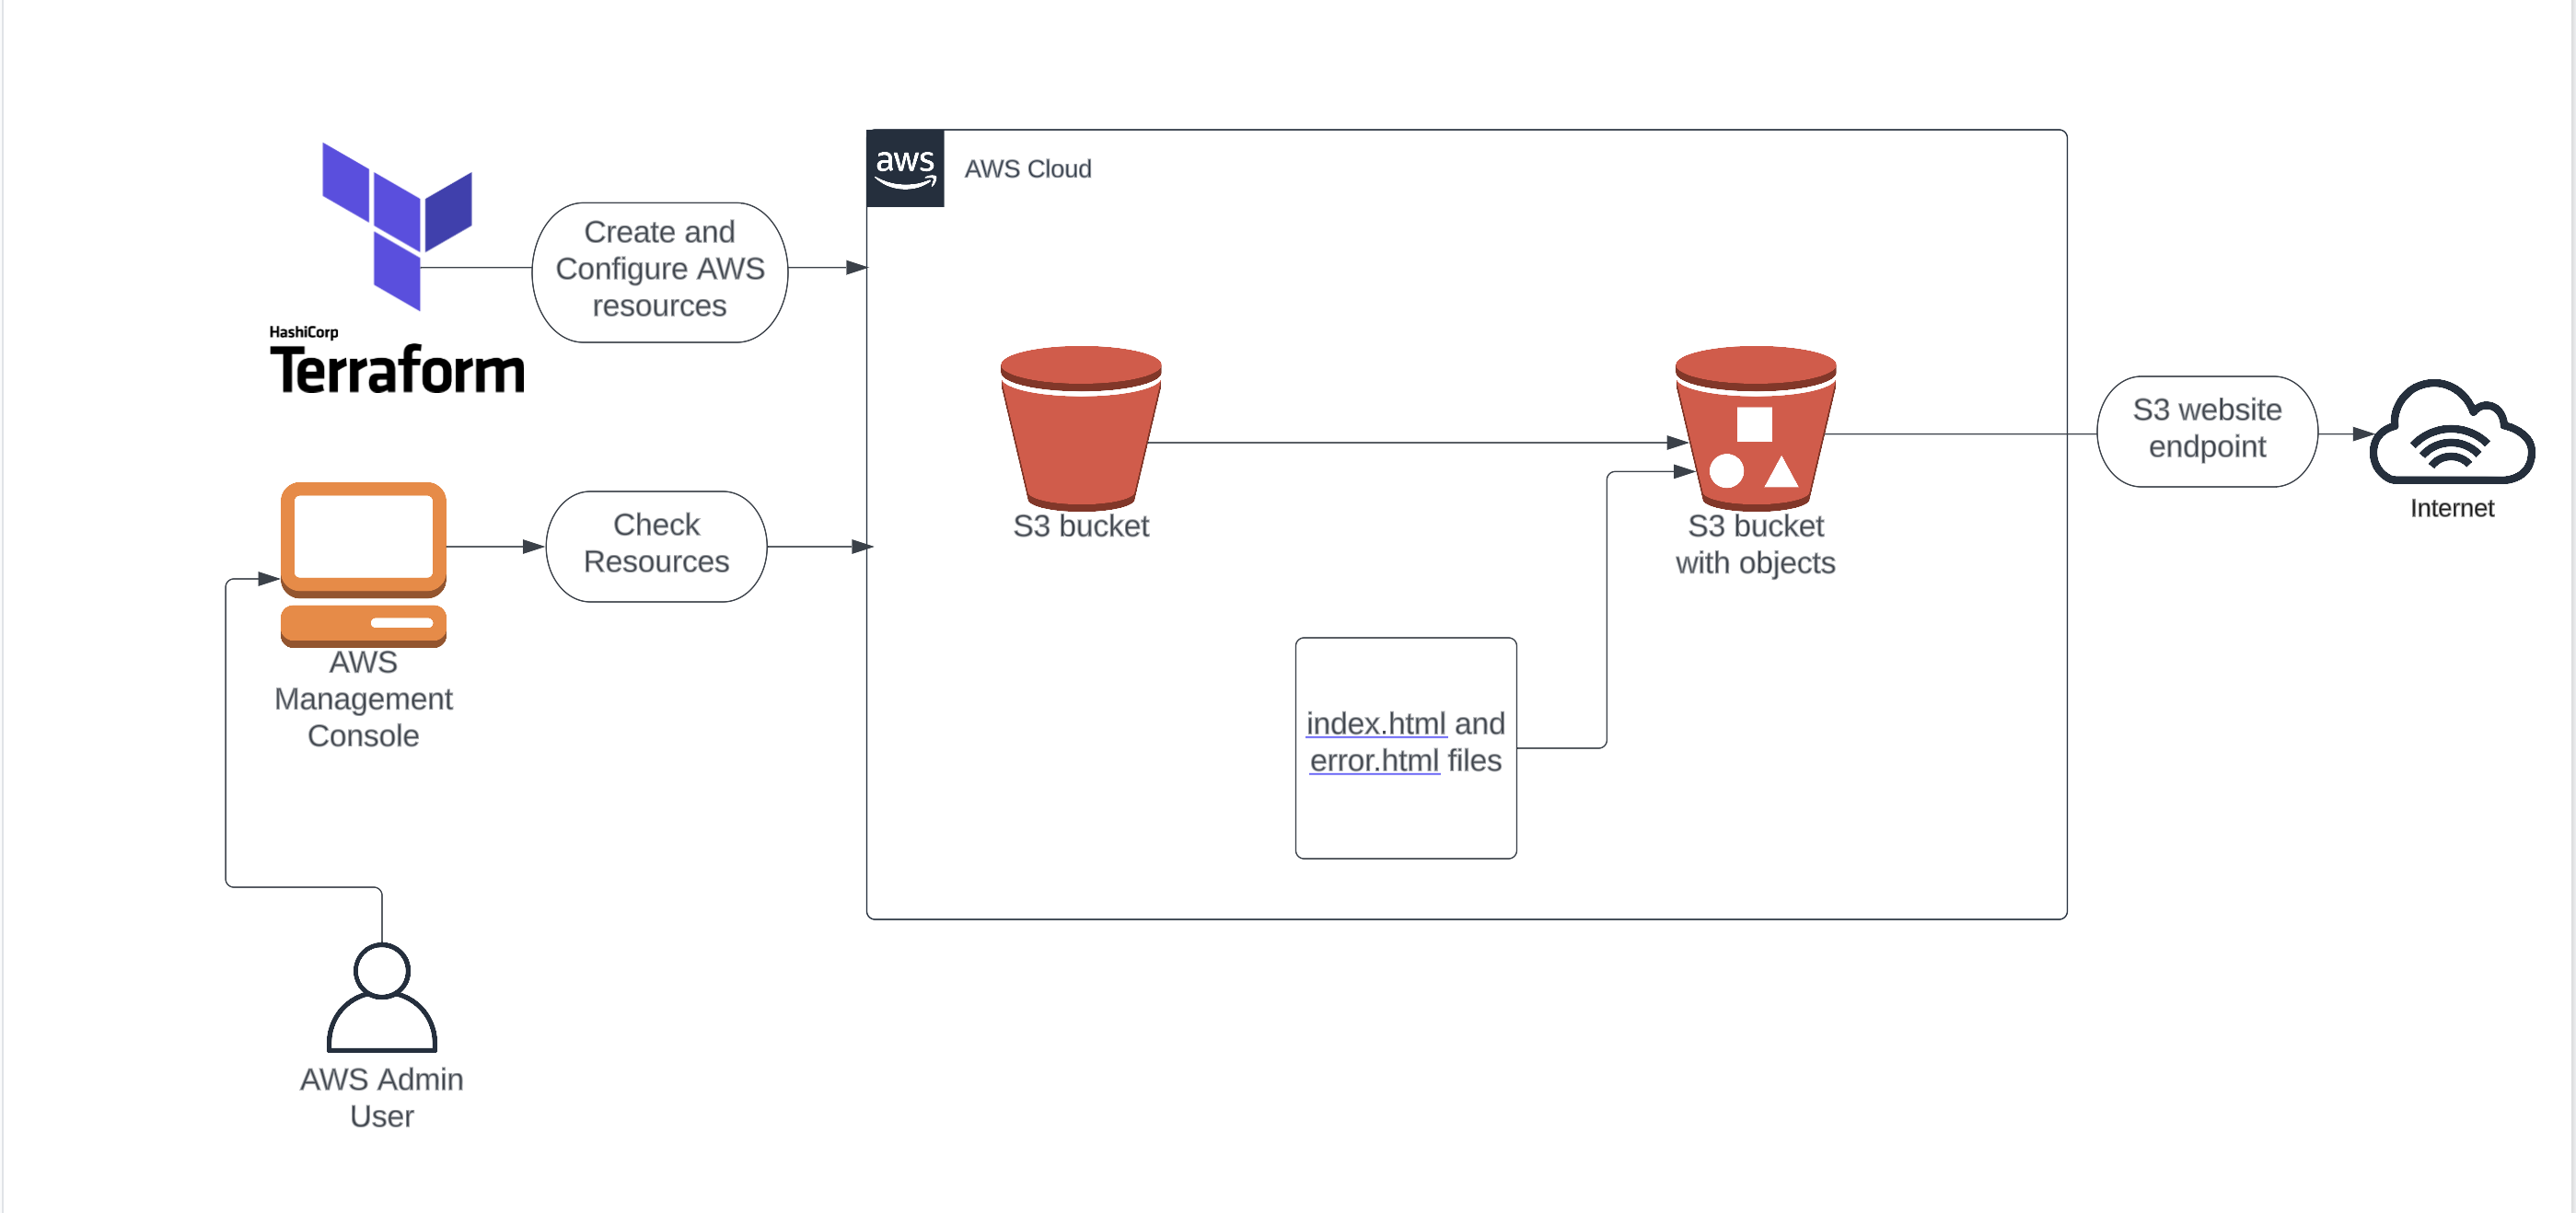 HashiCorp
Terraform
Create and
Configure AWS
resources
aws
AWS Cloud
S3 bucket
S3 bucket
with objects
S3 website
endpoint
Internet
Check
Resources
AWS
Management
Console
index.html and
error.html files
AWS Admin
User